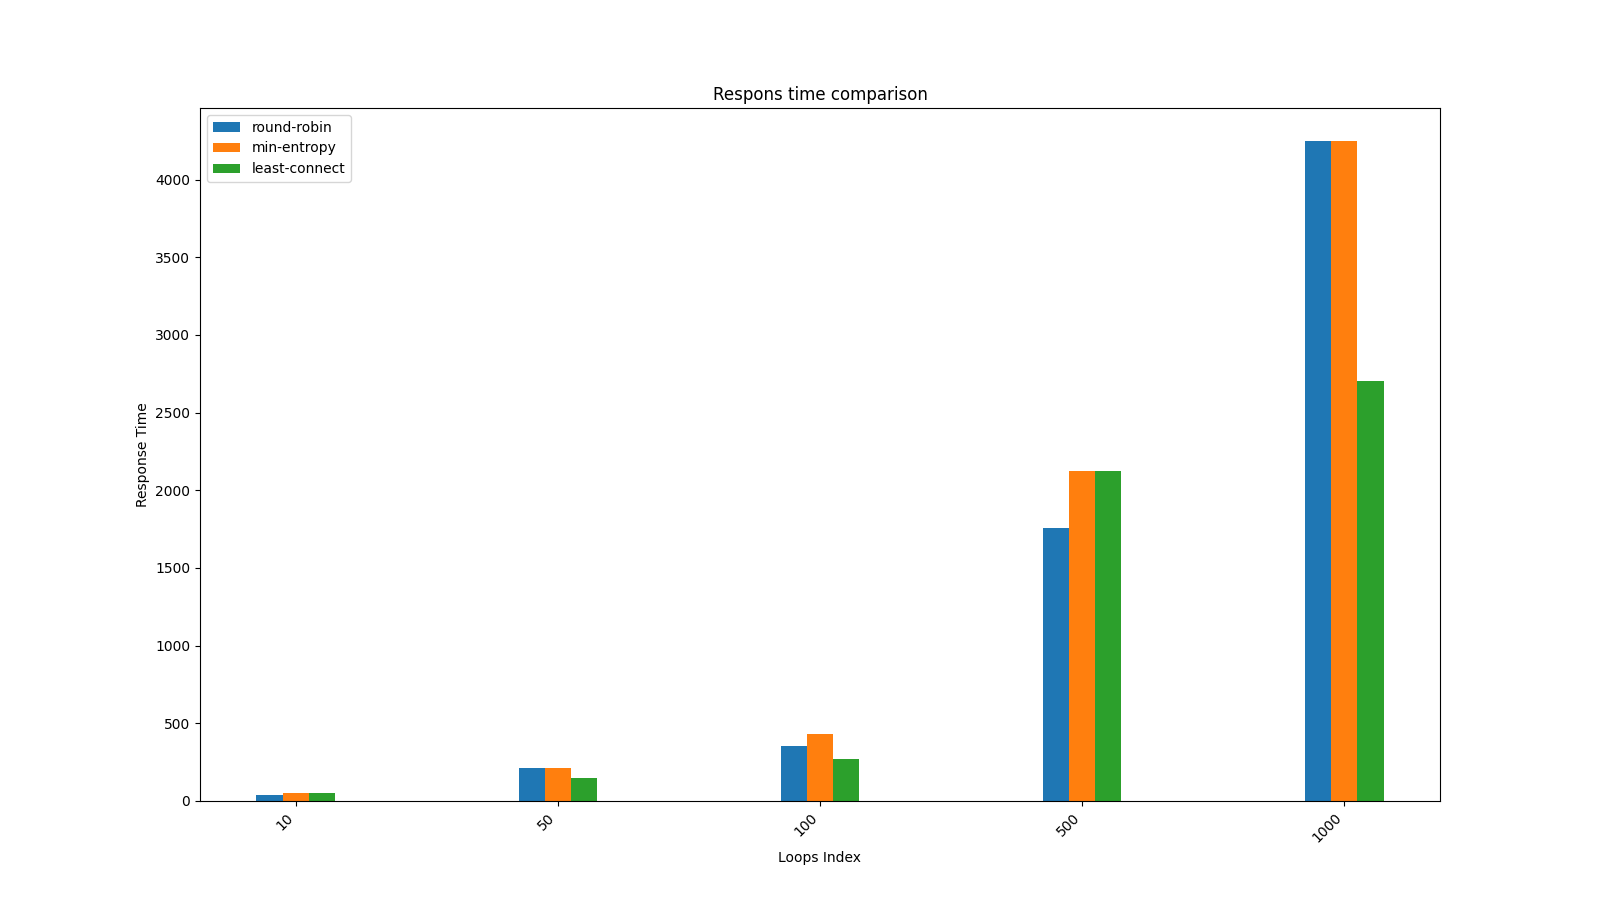 Respons time comparison
round-robin
min-entropy
least-connect
4000
3500
3000
2500
2000
1500
1000
500
0
Response Time
10
50
100
500
1000
Loops Index